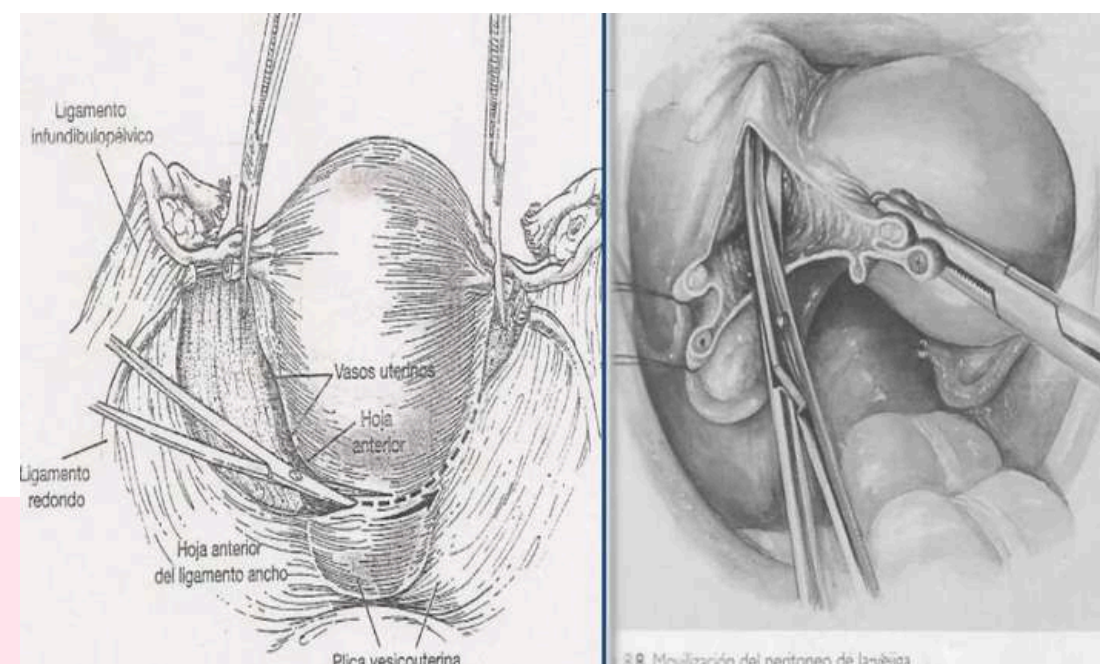 Ligamento
infundibulopélvico
Vasos uterinos
Hoja
anterior
Ligamento
redondo
Hoja anterior
del ligamento ancho
Plica vesicouterina
8 Movilización del peritoneo de la vejiga